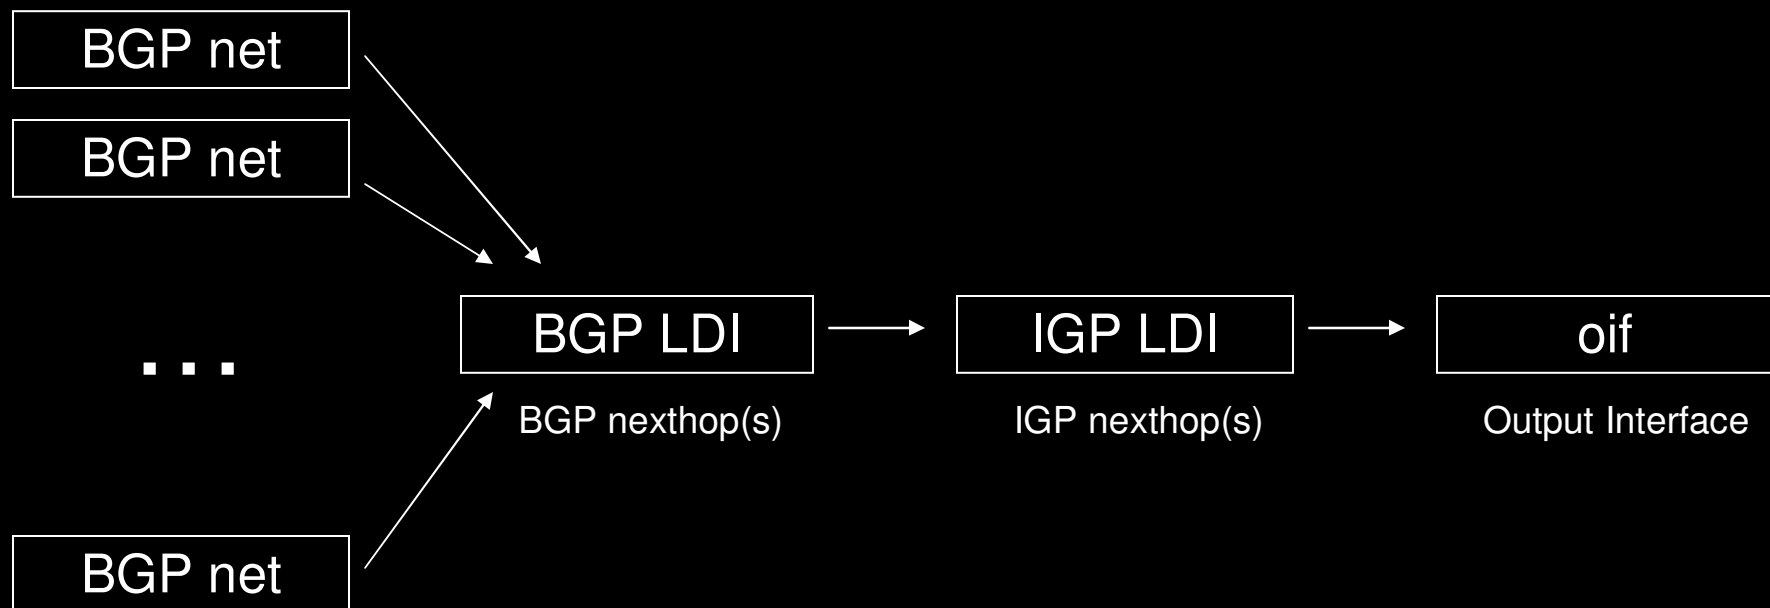 BGP net
BGP net
...
BGP net
BGP LDI
BGP nexthop(s)
IGP LDI
IGP nexthop(s)
oif
Output Interface